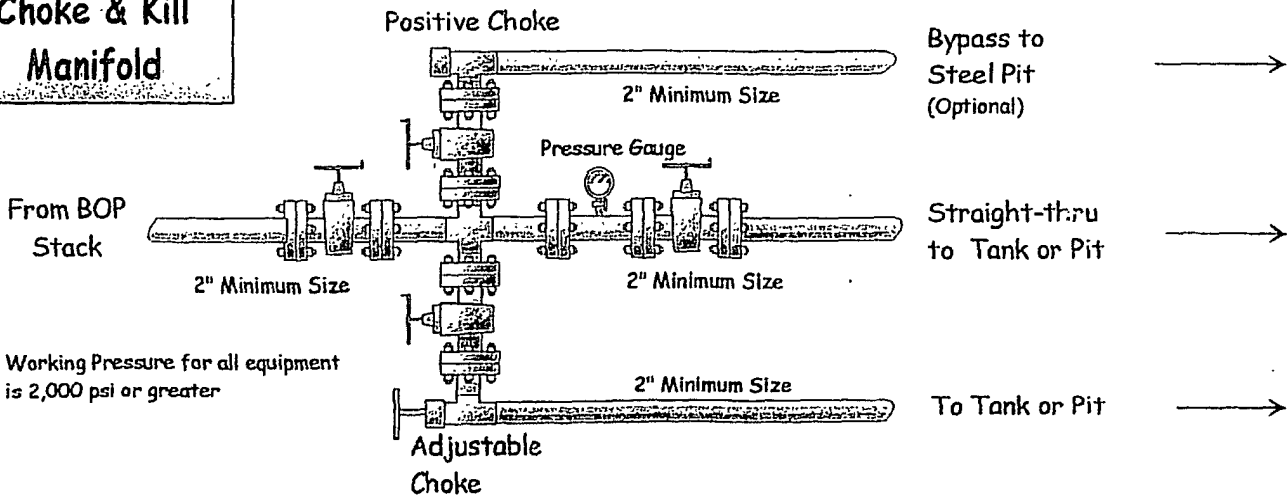 Choke & Kill
Manifold
Positive Choke
2" Minimum Size
Bypass to
Steel Pit
(Optional)
Pressure Gauge
From BOP
Stack
2" Minimum Size
2" Minimum Size
Straight-thru
to Tank or Pit
Working Pressure for all equipment
is 2,000 psi or greater
2" Minimum Size
To Tank or Pit
Adjustable
Choke